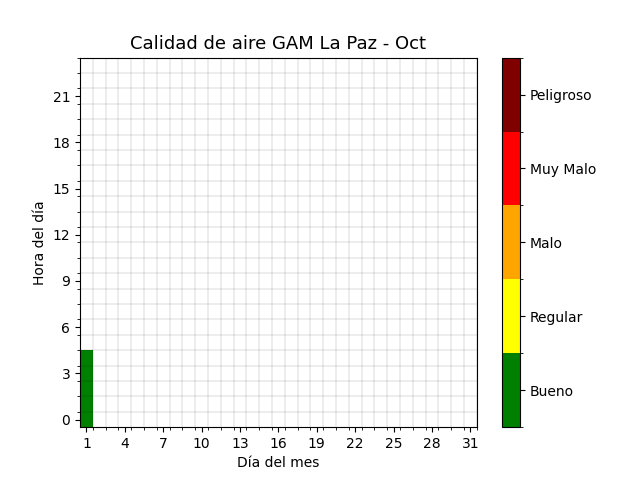 Calidad de aire GAM La Paz - Oct
Hora del día
21
18
15
12
9
6
3
0
1 4 7 10 13 16 19 22 25 28 31
Día del mes
Peligroso
Muy Malo
Malo
Regular
Bueno